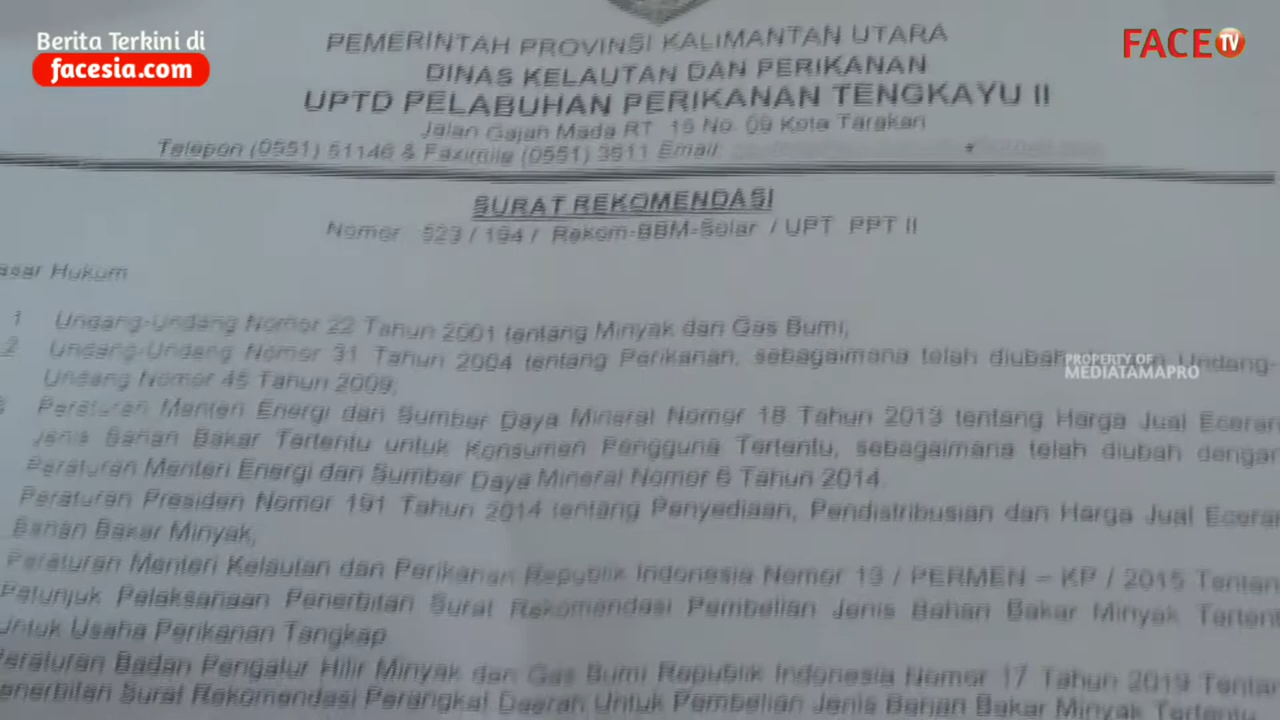 Berita Terkini di
facesia.com
FACE TV
PEMERINTAH PROVINSI KALIMANTAN UTARA
DINAS KELAUTAN DAN PERIKANAN
UPTD PELABUHAN PERIKANAN TENGKAYU II
Jalan Gajah Mada RT. 15 No. 09 Kota Tarakan
Telepon (0551) 51146 & Faximile (0551) 3811 Email
SURAT REKOMENDASI
Nomor 523 / 194 / Rekom-BBM-Solar / UPT PPT II
asar Hukum
1 Undang-Undang Nomor 22 Tahun 2001 tentang Minyak dan Gas Bumi;
2 Undang-Undang Nomor 31 Tahun 2004 tentang Perikanan, sebagaimana telah diubah Undang-
Undang Nomor 45 Tahun 2009;
PROPERTY OF
MEDIATAMAPRO
Peraturan Menteri Energi dan Sumber Daya Mineral Nomor 18 Tahun 2013 tentang Harga Jual Eceran
Jenis Bahan Bakar Tertentu untuk Konsumen Pengguna Tertentu, sebagaimana telah diubah dengan
Peraturan Menteri Energi dan Sumber Daya Mineral Nomor 6 Tahun 2014.
Peraturan Presiden Nomor 191 Tahun 2014 tentang Penyediaan, Pendistribusian dan Harga Jual Eceran
Bahan Bakar Minyak,
Peraturan Menteri Kelautan dan Perikanan Republik Indonesia Nomor 13 / PERMEN – KP / 2015 Tentan
Petunjuk Pelaksanaan Penerbitan Surat Rekomendasi Pembelian Jenis Bahan Bakar Minyak Tertent
untuk Usaha Perikanan Tangkap
Peraturan Badan Pengatur Hilir Minyak dan Gas Bumi Republik Indonesia Nomor 17 Tahun 2019 Tentan
enerbitan Surat Rekomendasi Perangkat Daerah Untuk Pembelian Jenis Bahan Bakar Minyak Tertentu